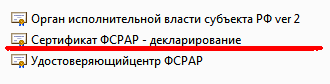 Орган исполнительной власти субъекта РФ ver 2
Сертификат ФСРАР - декларирование
Удостоверяющийцентр ФСРАР